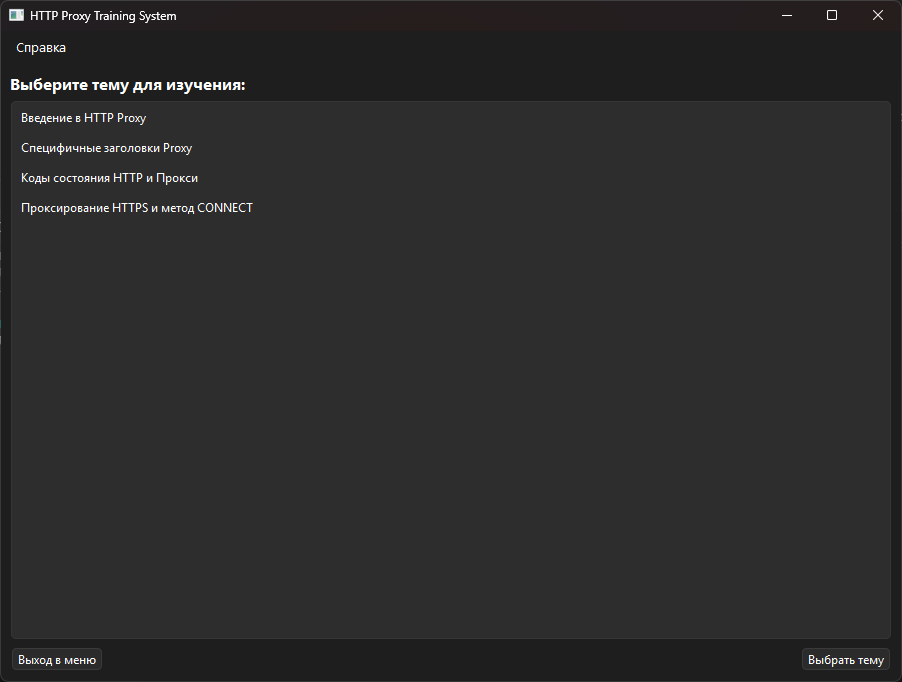 HTTP Proxy Training System
Справка
Выберите тему для изучения:
Введение в HTTP Proxy
Специфичные заголовки Proxy
Коды состояния HTTP и Прокси
Проксирование HTTPS и метод CONNECT
Выход в меню
Выбрать тему